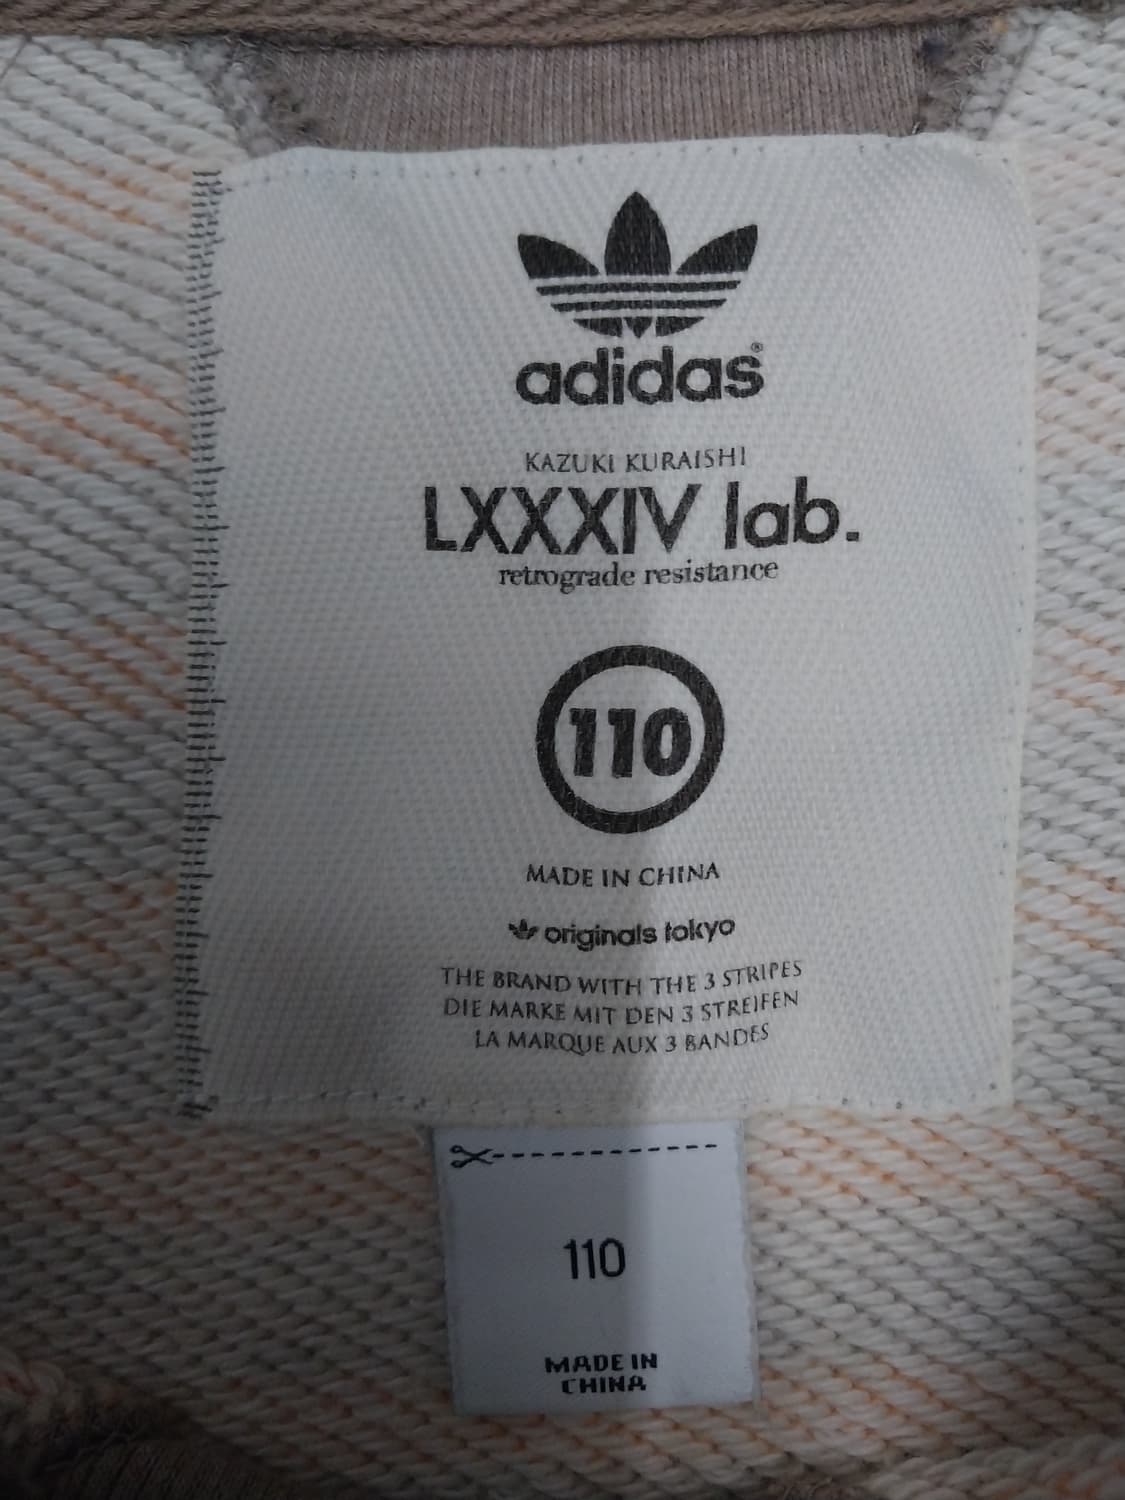 adidas®
KAZUKI KURAISHI
LXXXIV lab.
retrograde resistance
110
MADE IN CHINA
originals tokyo
THE BRAND WITH THE 3 STRIPES
DIE MARKE MIT DEN 3 STREIFEN
LA MARQUE AUX 3 BANDES
110
MADE IN
CHINA